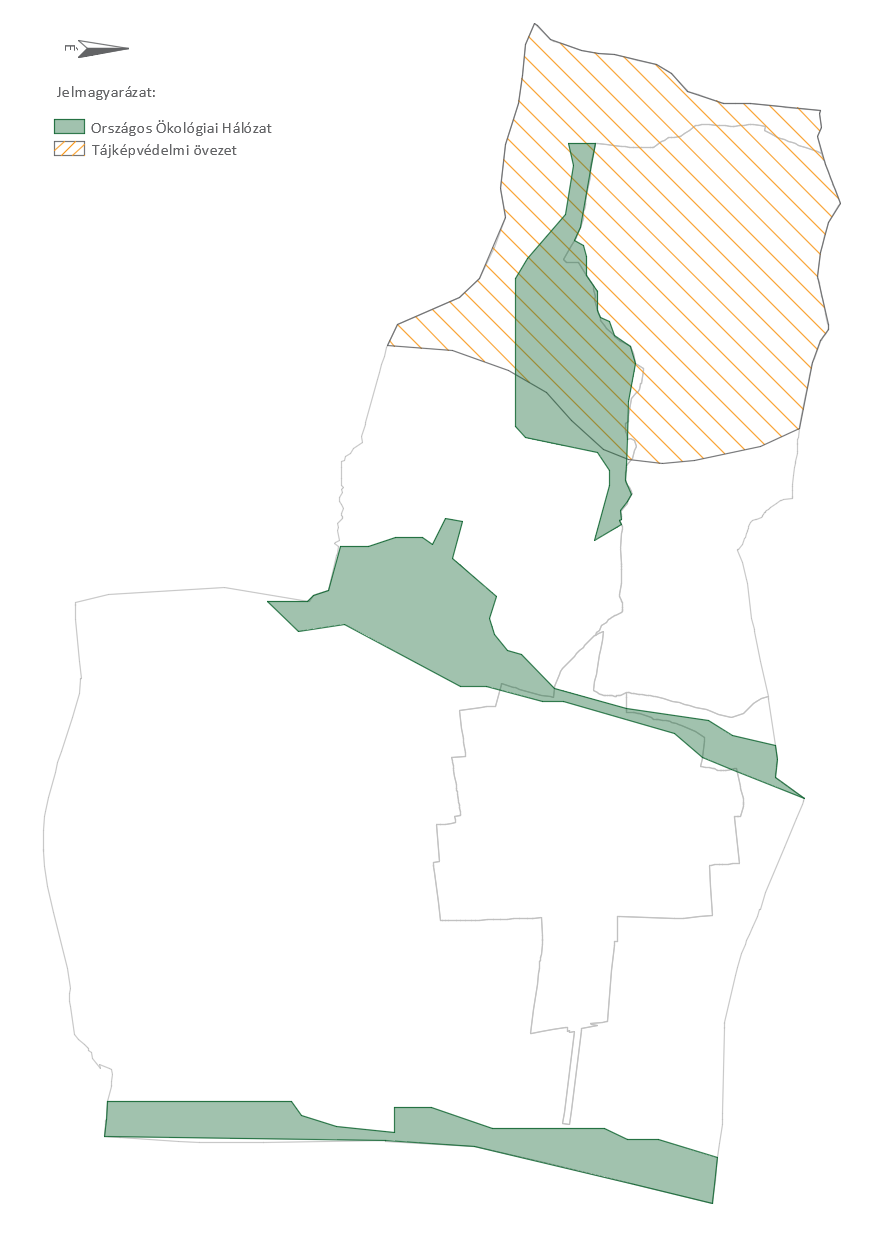 É
Jelmagyarázat:
Országos Ökológiai Hálózat
Tájképvédelmi övezet